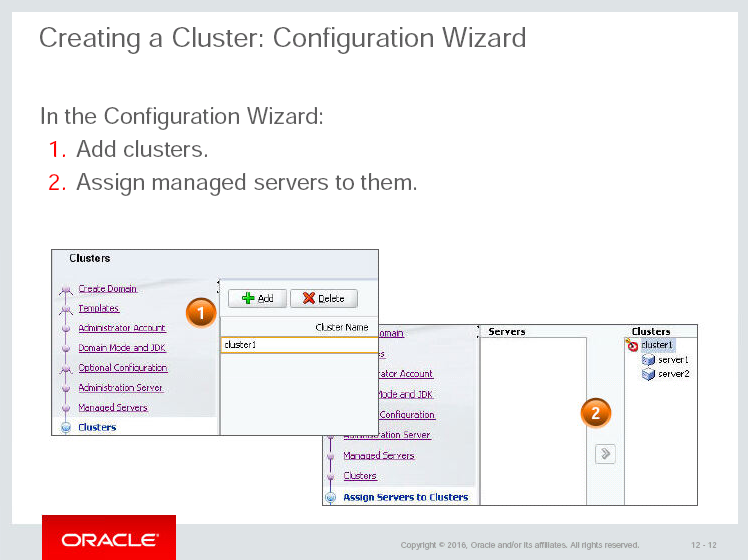 Creating a Cluster: Configuration Wizard
In the Configuration Wizard:
1. Add clusters.
2. Assign managed servers to them.
Clusters
Create Domain
Templates
Administrator Account
Domain Mode and JDK
Optional Configuration
Administration Server
Managed Servers
Clusters
1
Add
Delete
Cluster Name
cluster1
omain
s
rator Account
Mode and JDK
Configuration
Administration Server
Managed Servers
Clusters
Assign Servers to Clusters
Servers
2
Clusters
cluster1
server1
server2
ORACLE
Copyright © 2016, Oracle and/or its affiliates. All rights reserved.
12 - 12